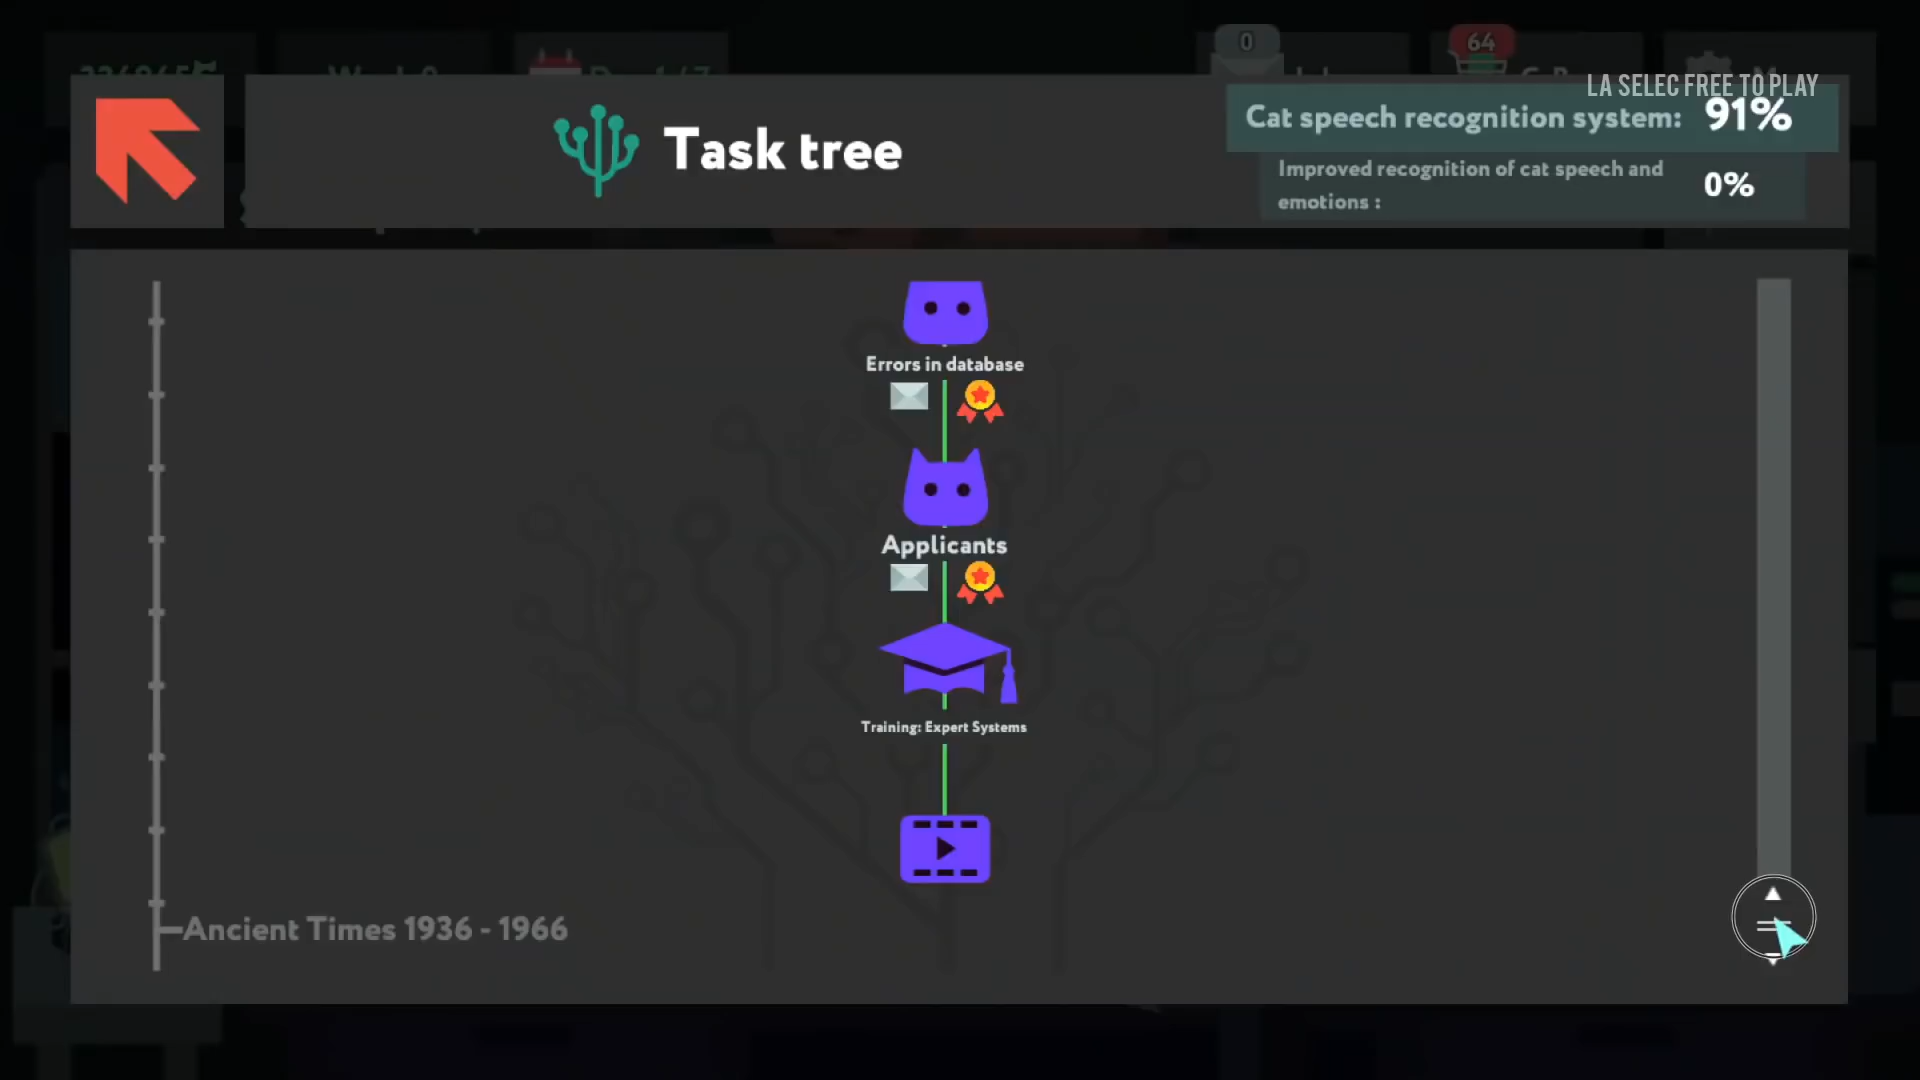 0
64
LA SELEC FREE TO PLAY
Task tree
Cat speech recognition system: 91%
Improved recognition of cat speech and
emotions : 0%
Errors in database
Applicants
Training: Expert Systems
Ancient Times 1936 - 1966